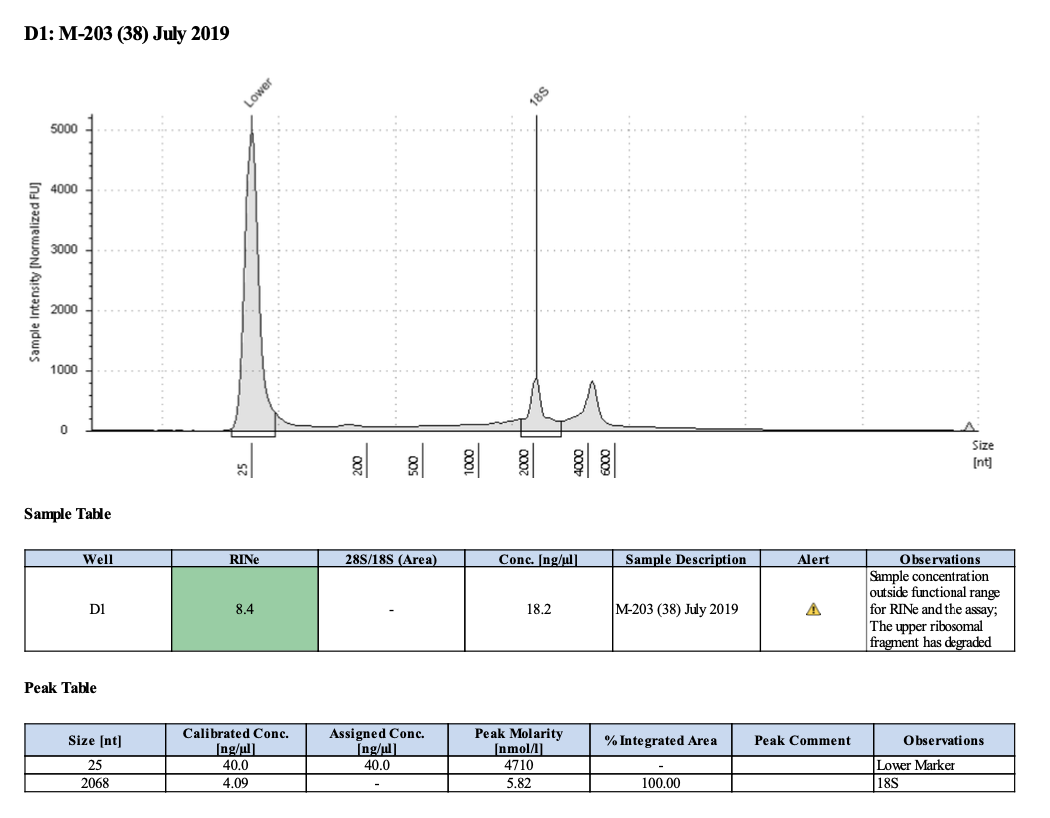 D1: M-203 (38) July 2019
Lower
18S
5000
4000
3000
2000
1000
0
Sample Intensity [Normalized FU]
25
200
500
1000
2000
4000
6000
Size
[nt]
Sample Table
Well RINe 28S/18S (Area) Conc. [ng/µl] Sample Description Alert Observations
D1 8.4 - 18.2 M-203 (38) July 2019 Sample concentration
outside functional range
for RINe and the assay;
The upper ribosomal
fragment has degraded
Peak Table
Size [nt] Calibrated Conc. [ng/µl] Assigned Conc. [ng/µl] Peak Molarity [nmol/l] % Integrated Area Peak Comment Observations
25 40.0 40.0 4710 - Lower Marker
2068 4.09 - 5.82 100.00 18S